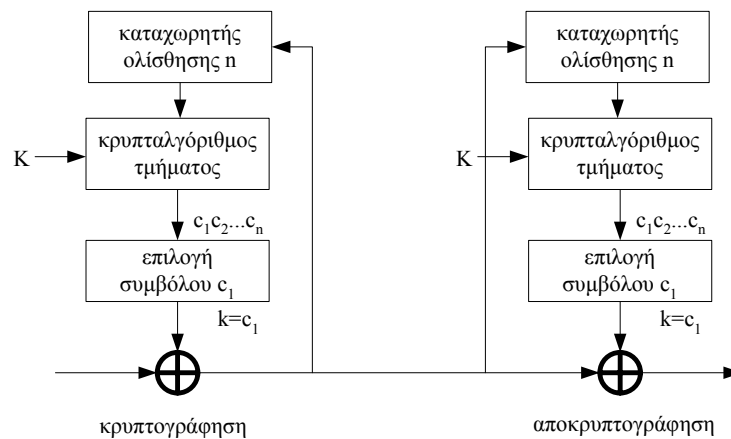 καταχωρητής
ολίσθησης n
κρυπταλγόριθμος
τμήματος
K
c₁c₂...cₙ
επιλογή
συμβόλου c₁
k=c₁
κρυπτογράφηση
καταχωρητής
ολίσθησης n
κρυπταλγόριθμος
τμήματος
K
c₁c₂...cₙ
επιλογή
συμβόλου c₁
k=c₁
αποκρυπτογράφηση